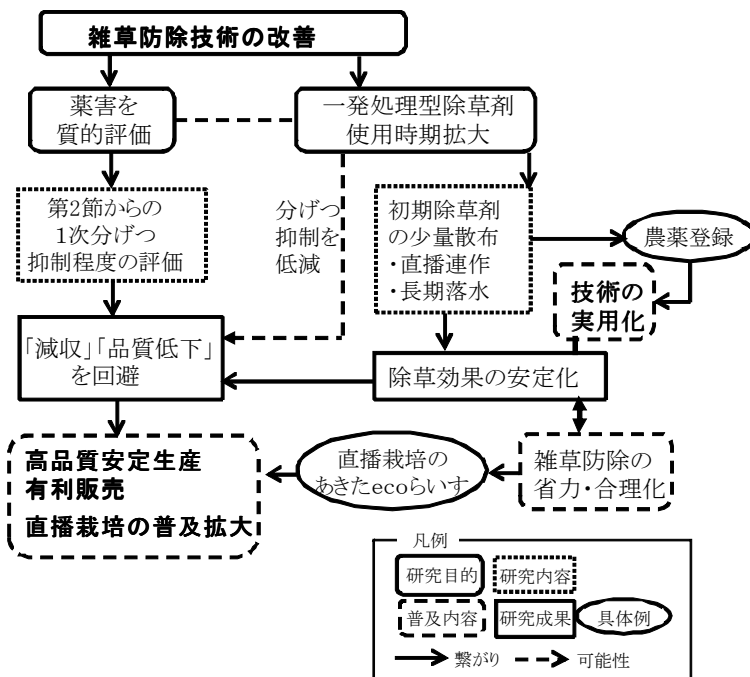 雑草防除技術の改善
薬害を
質的評価
一発処理型除草剤
使用時期拡大
第2節からの
1次分げつ
抑制程度の評価
分げつ
抑制を
低減
初期除草剤
の少量散布
・直播連作
・長期落水
農薬登録
技術の
実用化
「減収」「品質低下」
を回避
除草効果の安定化
高品質安定生産
有利販売
直播栽培の普及拡大
直播栽培の
あきたecoらいす
雑草防除の
省力・合理化
凡例
研究目的
研究内容
普及内容
研究成果
具体例
繋がり
可能性